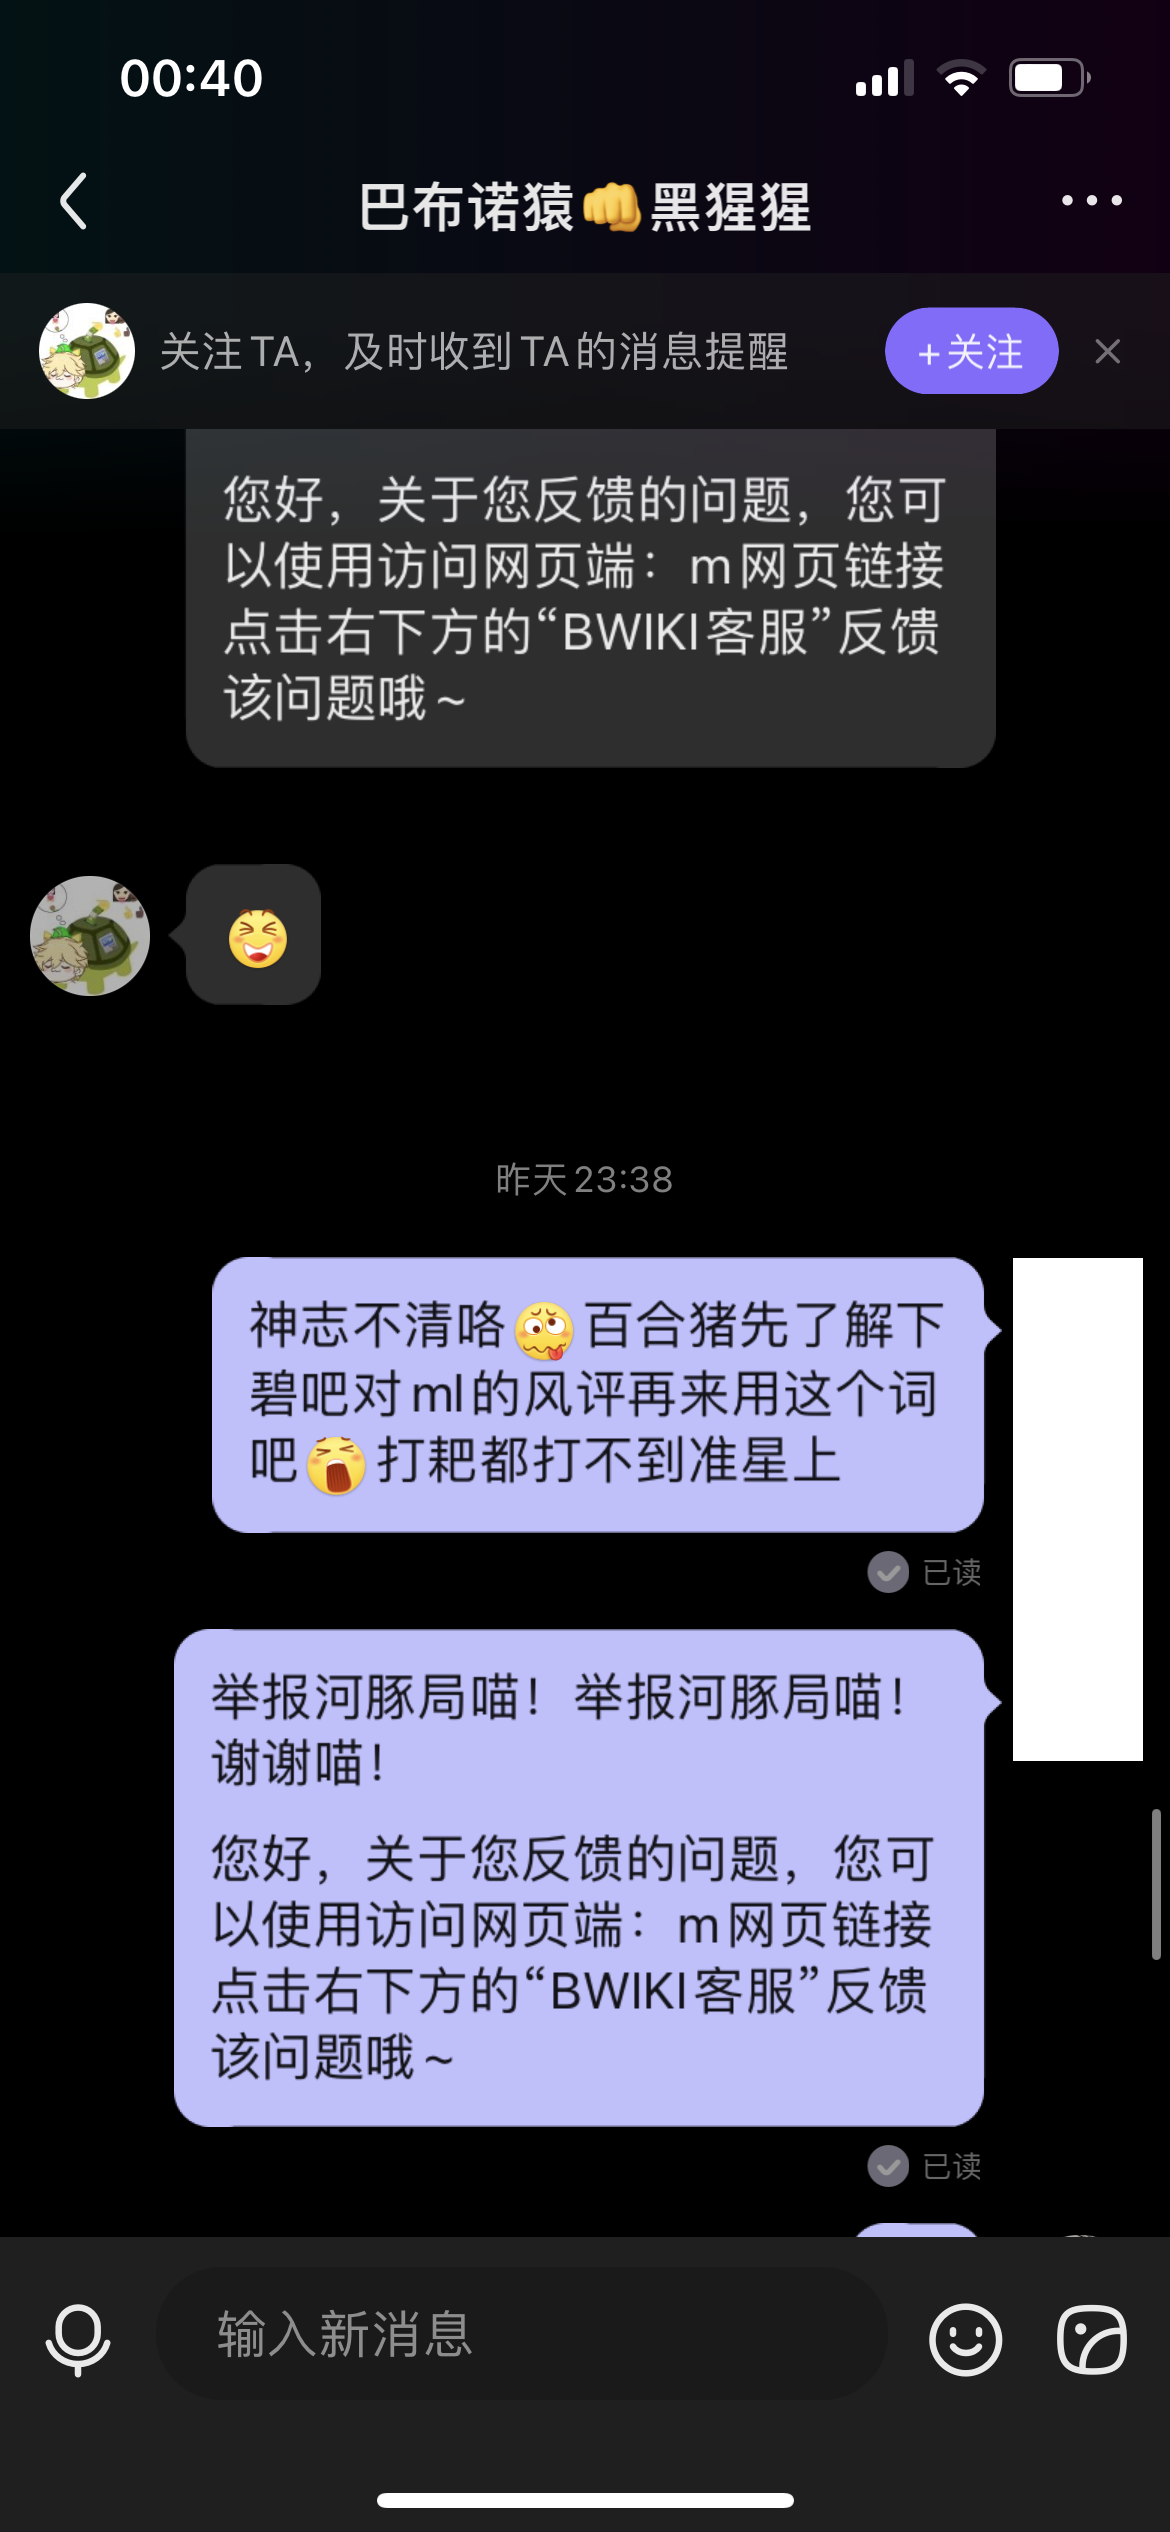 00:40
巴布诺猿👊黑猩猩
关注TA，及时收到TA的消息提醒
+关注
您好，关于您反馈的问题，您可
以使用访问网页端：m网页链接
点击右下方的“BWIKI客服”反馈
该问题哦~
😆
昨天23:38
神志不清咯🥴百合猪先了解下
碧吧对ml的风评再来用这个词
吧🥱打耙都打不到准星上
已读
举报河豚局喵！举报河豚局喵！
谢谢喵！
您好，关于您反馈的问题，您可
以使用访问网页端：m网页链接
点击右下方的“BWIKI客服”反馈
该问题哦~
已读
输入新消息